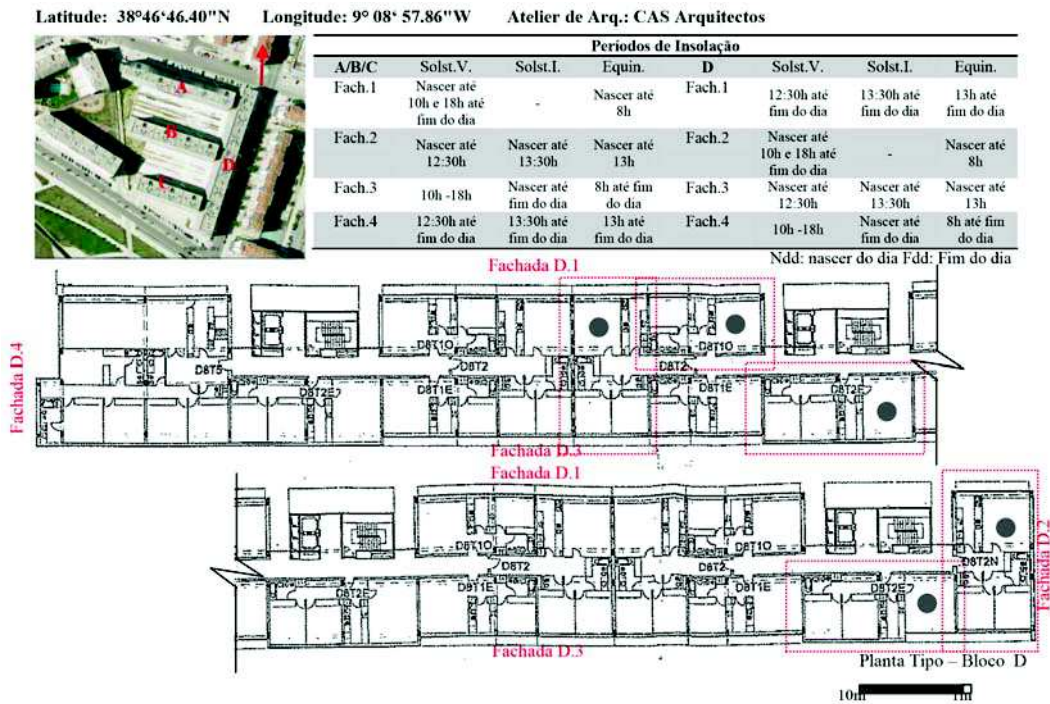 Latitude: 38°46'46.40"N Longitude: 9° 08‘ 57.86"W Atelier de Arq.: CAS Arquitectos
A
B
C
D
Períodos de Insolação
A/B/C Solst.V. Solst.I. Equin. D Solst.V. Solst.I. Equin.
Fach.1 Nascer até 10h e 18h até fim do dia - Nascer até 8h Fach.1 12:30h até fim do dia 13:30h até fim do dia 13h até fim do dia
Fach.2 Nascer até 12:30h Nascer até 13:30h Nascer até 13h Fach.2 Nascer até 10h e 18h até fim do dia - Nascer até 8h
Fach.3 10h -18h Nascer até fim do dia 8h até fim do dia Fach.3 Nascer até 12:30h Nascer até 13:30h Nascer até 13h
Fach.4 12:30h até fim do dia 13:30h até fim do dia 13h até fim do dia Fach.4 10h -18h Nascer até fim do dia 8h até fim do dia
Ndd: nascer do dia Fdd: Fim do dia
Fachada D.1
Fachada D.4
D8T1O D8T1O
D8T5 D8T2 D8T2
D8T2E D8T1E D8T1E D8T2E
Fachada D.3
Fachada D.1
Fachada D.2
D8T1O D8T1O
D8T2 D8T2 D8T2N
D8T2E D8T1E D8T1E D8T2E
Fachada D.3
Planta Tipo – Bloco D
10m 1m